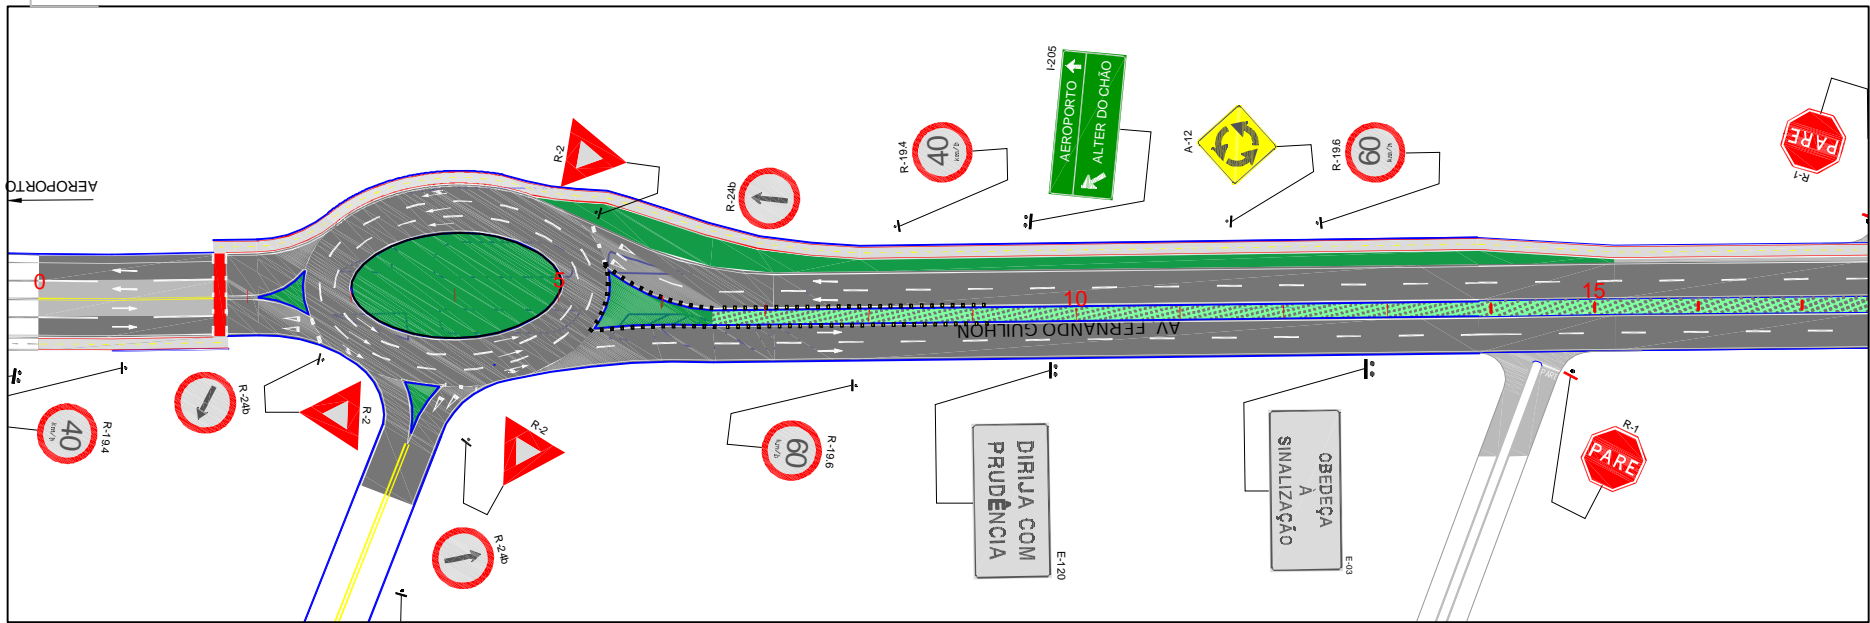 AEROPORTO
0
5
10
15
AV. FERNANDO GUILHON
R-2
R-24b
R-19.4
40
km/h
I-205
AEROPORTO
ALTER DO CHÃO
A-12
R-19.6
60
km/h
PARE
R-1
40
km/h
R-19.4
R-24b
R-2
R-2
R-24b
60
km/h
R-19.6
DIRIJA COM
PRUDÊNCIA
E-120
OBEDEÇA
À
SINALIZAÇÃO
E-03
PARE
R-1
PARE